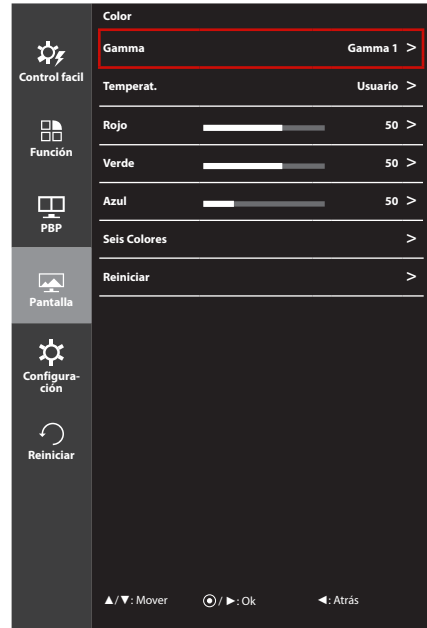 Color
Control facil
Gamma Gamma 1 >
Temperat. Usuario >
Función
Rojo 50 >
Verde 50 >
PBP
Azul 50 >
Seis Colores >
Pantalla
Reiniciar >
Configura-
ción
Reiniciar
▲/▼: Mover ◉/ ►: Ok ◄: Atrás